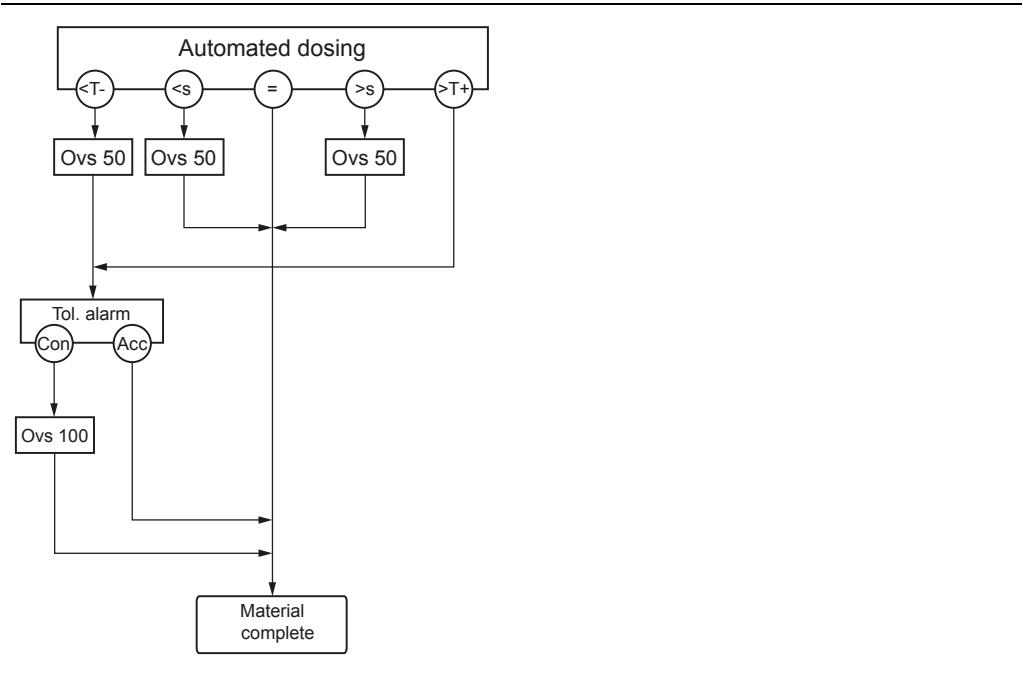 Automated dosing
<T- <s = >s >T+
Ovs 50 Ovs 50 Ovs 50
Tol. alarm
Con Acc
Ovs 100
Material
complete